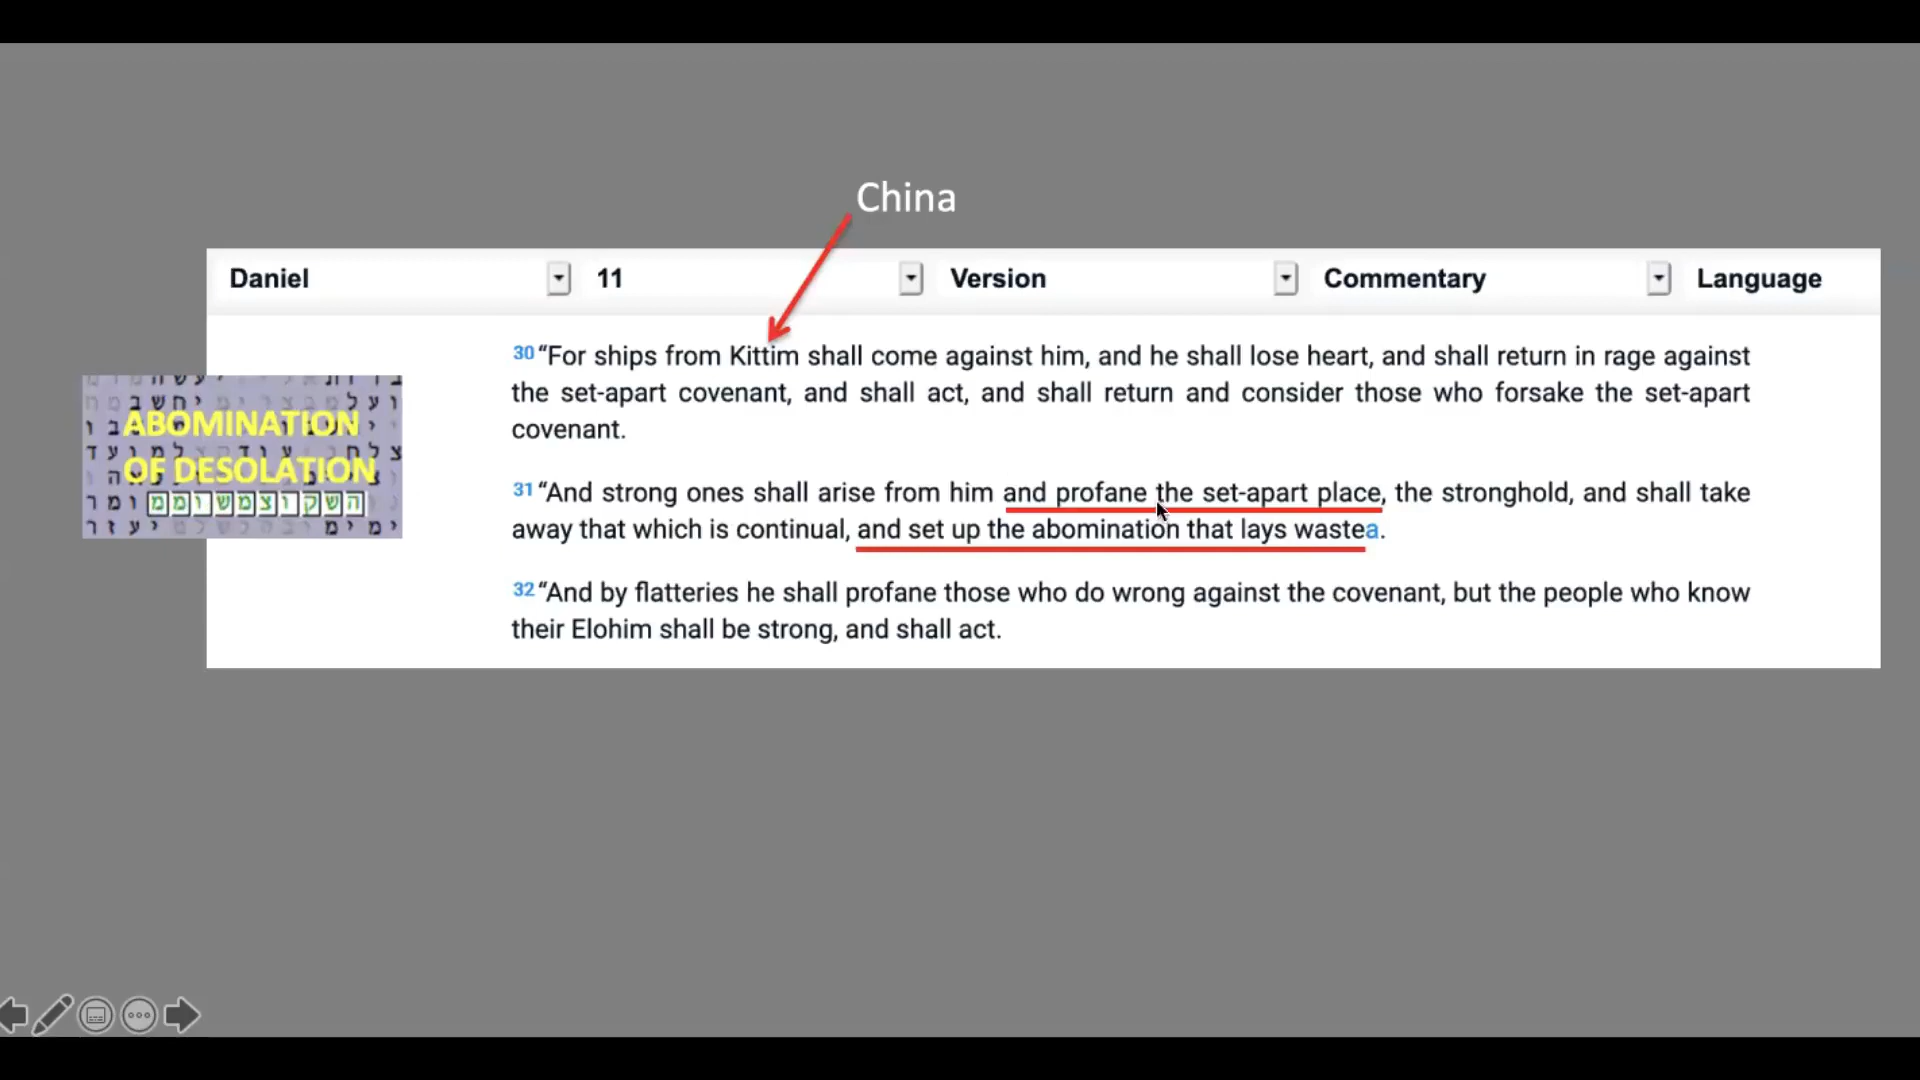 China
Daniel 11 Version Commentary Language
30 “For ships from Kittim shall come against him, and he shall lose heart, and shall return in rage against
the set-apart covenant, and shall act, and shall return and consider those who forsake the set-apart
covenant.
31 “And strong ones shall arise from him and profane the set-apart place, the stronghold, and shall take
away that which is continual, and set up the abomination that lays wastea.
32 “And by flatteries he shall profane those who do wrong against the covenant, but the people who know
their Elohim shall be strong, and shall act.
ABOMINATION
OF DESOLATION
השקוצמשומם